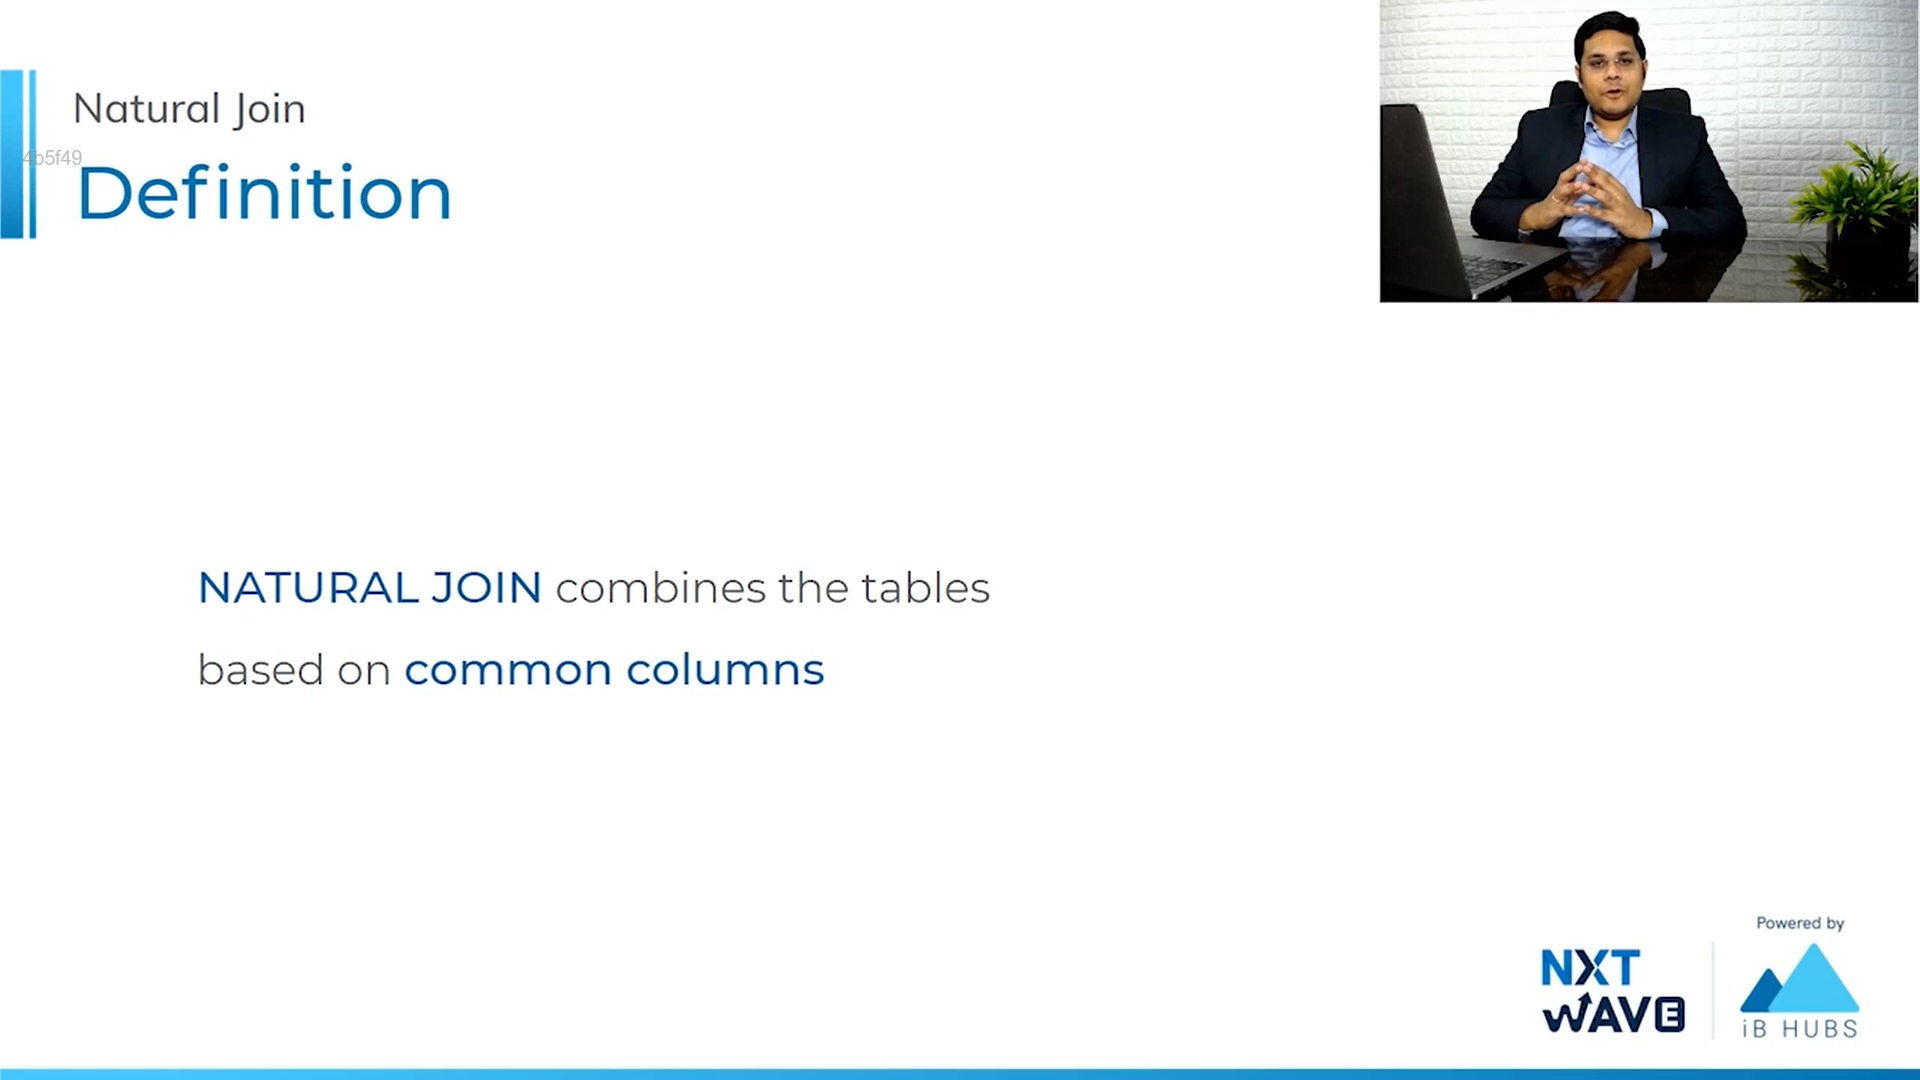 Natural Join
4b5f49
Definition
NATURAL JOIN combines the tables
based on common columns
Powered by
NXT
WAVE
iB HUBS